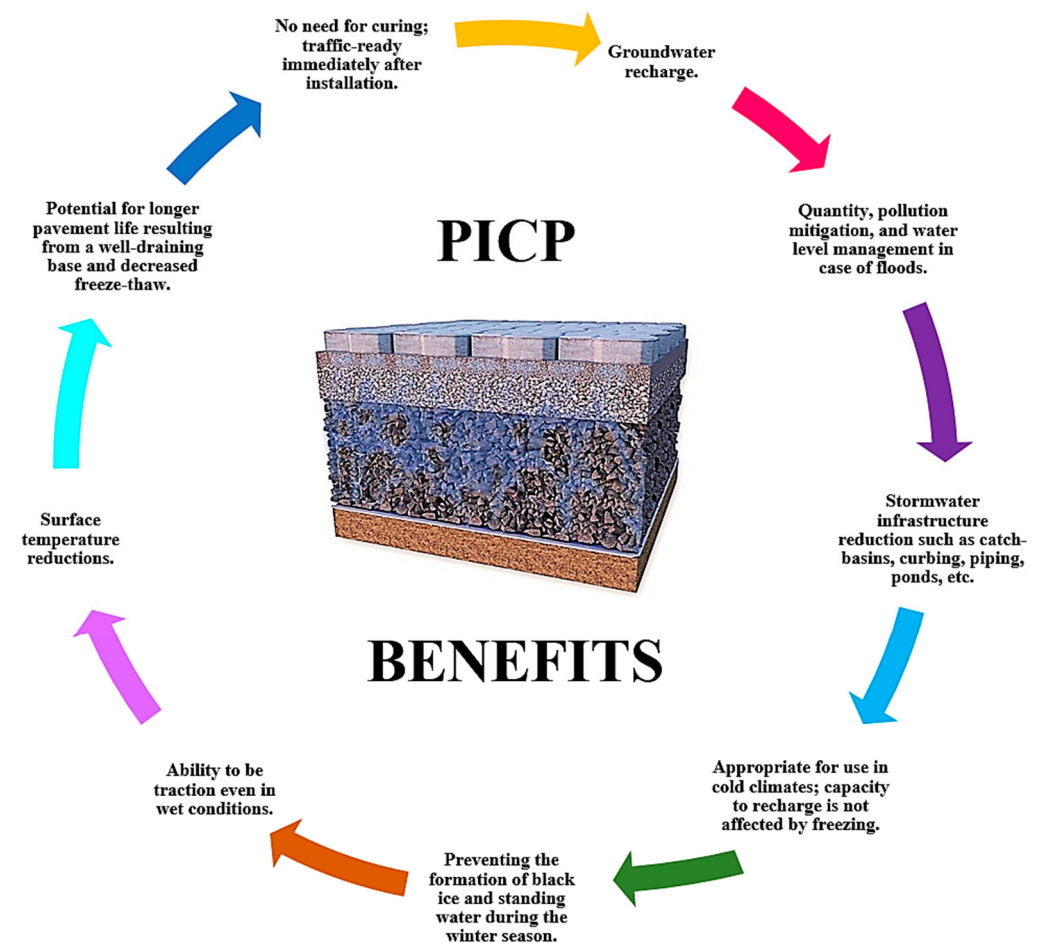 No need for curing;
traffic-ready
immediately after
installation.
Groundwater
recharge.
Quantity, pollution
mitigation, and water
level management in
case of floods.
Stormwater
infrastructure
reduction such as catch-
basins, curbing, piping,
ponds, etc.
Appropriate for use in
cold climates; capacity
to recharge is not
affected by freezing.
Preventing the
formation of black
ice and standing
water during the
winter season.
Ability to be
traction even in
wet conditions.
Surface
temperature
reductions.
Potential for longer
pavement life resulting
from a well-draining
base and decreased
freeze-thaw.
PICP
BENEFITS